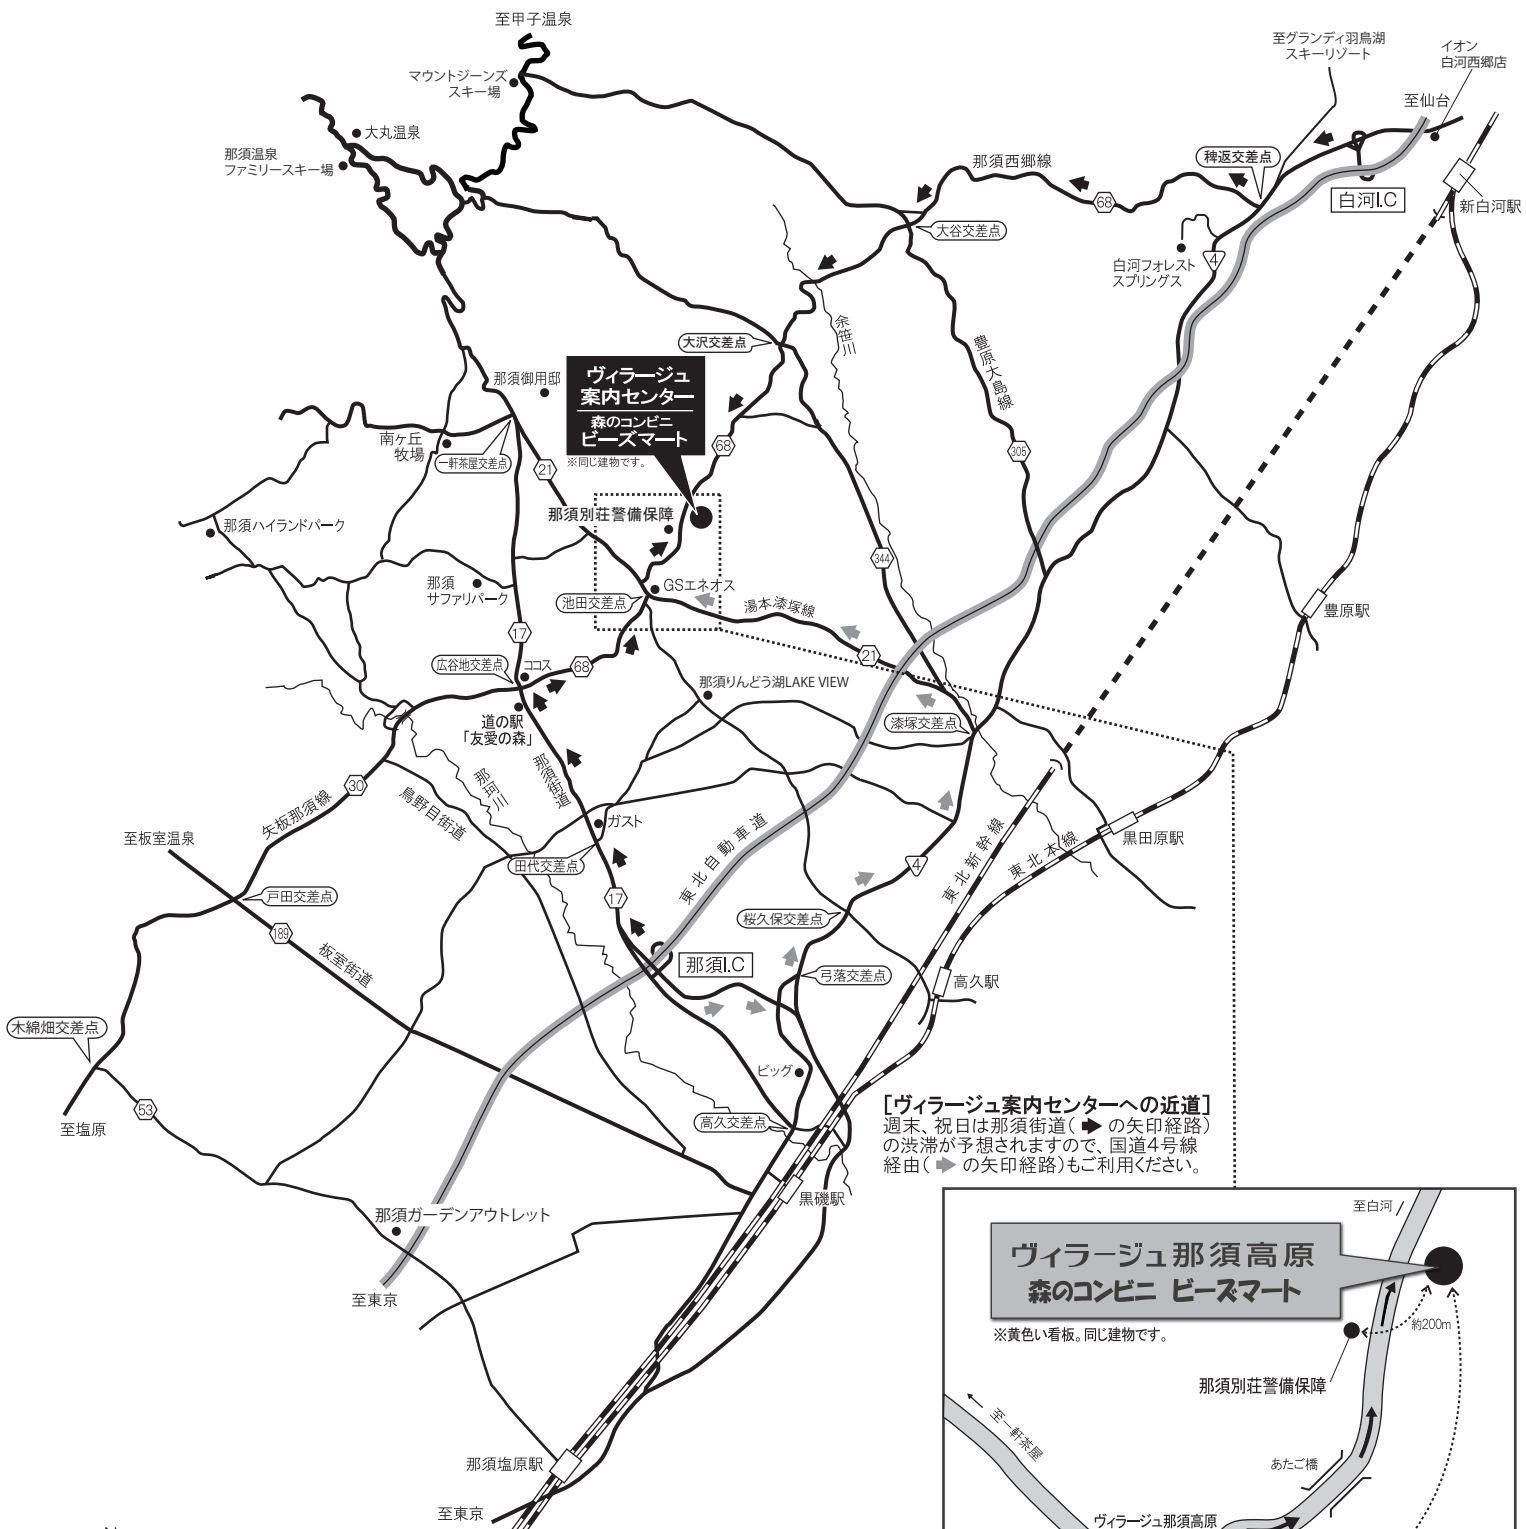 至甲子温泉
マウントジーンズ
スキー場
大丸温泉
那須温泉
ファミリースキー場
至グランディ羽鳥湖
スキーリゾート
イオン
白河西郷店
至仙台
稗返交差点
那須西郷線
68
白河I.C
新白河駅
大谷交差点
白河フォレスト
スプリングス
4
余笹川
豊原大島線
大沢交差点
ヴィラージュ
案内センター
森のコンビニ
ビーズマート
※同じ建物です。
那須御用邸
南ヶ丘
牧場
一軒茶屋交差点
21
68
305
那須ハイランドパーク
那須別荘警備保障
344
那須
サファリパーク
GSエネオス
池田交差点
湯本漆塚線
豊原駅
17
広谷地交差点
ココス
68
21
那須りんどう湖LAKE VIEW
道の駅
「友愛の森」
漆塚交差点
那須街道
那珂川
30
矢板那須線
鳥野目街道
至板室温泉
ガスト
田代交差点
東北自動車道
4
東北新幹線
東北本線
黒田原駅
戸田交差点
189
板室街道
17
桜久保交差点
那須I.C
弓落交差点
高久駅
木綿畑交差点
53
至塩原
ビッグ
高久交差点
[ヴィラージュ案内センターへの近道]
週末、祝日は那須街道( の矢印経路)
の渋滞が予想されますので、国道4号線
経由( の矢印経路)もご利用ください。
黒磯駅
那須ガーデンアウトレット
至東京
至白河
ヴィラージュ那須高原
森のコンビニ ビーズマート
※黄色い看板。同じ建物です。
約200m
那須別荘警備保障
至一軒茶屋
あたご橋
那須塩原駅
至東京
ヴィラージュ那須高原